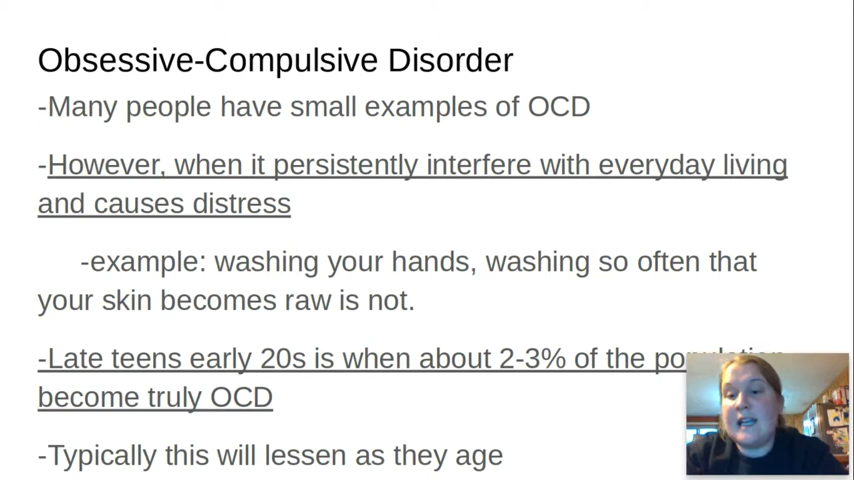 Obsessive-Compulsive Disorder
-Many people have small examples of OCD
-However, when it persistently interfere with everyday living
and causes distress
-example: washing your hands, washing so often that
your skin becomes raw is not.
-Late teens early 20s is when about 2-3% of the
become truly OCD
-Typically this will lessen as they age